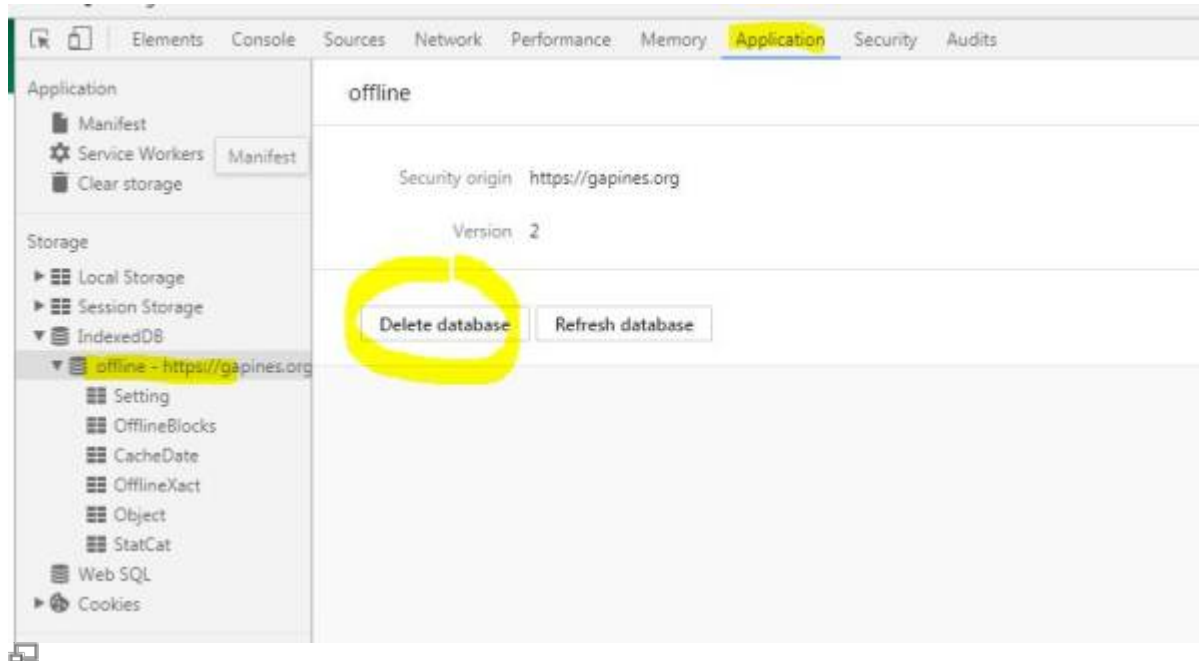 Elements Console Sources Network Performance Memory Application Security Audits
Application
Manifest
Service Workers
Manifest
Clear storage
Storage
Local Storage
Session Storage
IndexedDB
offline - https://gapines.org
Setting
OfflineBlocks
CacheDate
OfflineXact
Object
StatCat
Web SQL
Cookies
offline
Security origin https://gapines.org
Version 2
Delete database Refresh database